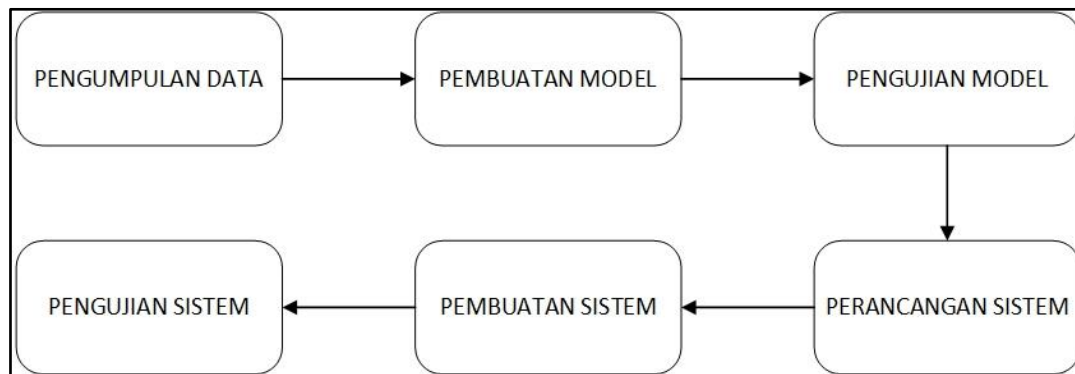 PENGUMPULAN DATA
PEMBUATAN MODEL
PENGUJIAN MODEL
PERANCANGAN SISTEM
PEMBUATAN SISTEM
PENGUJIAN SISTEM